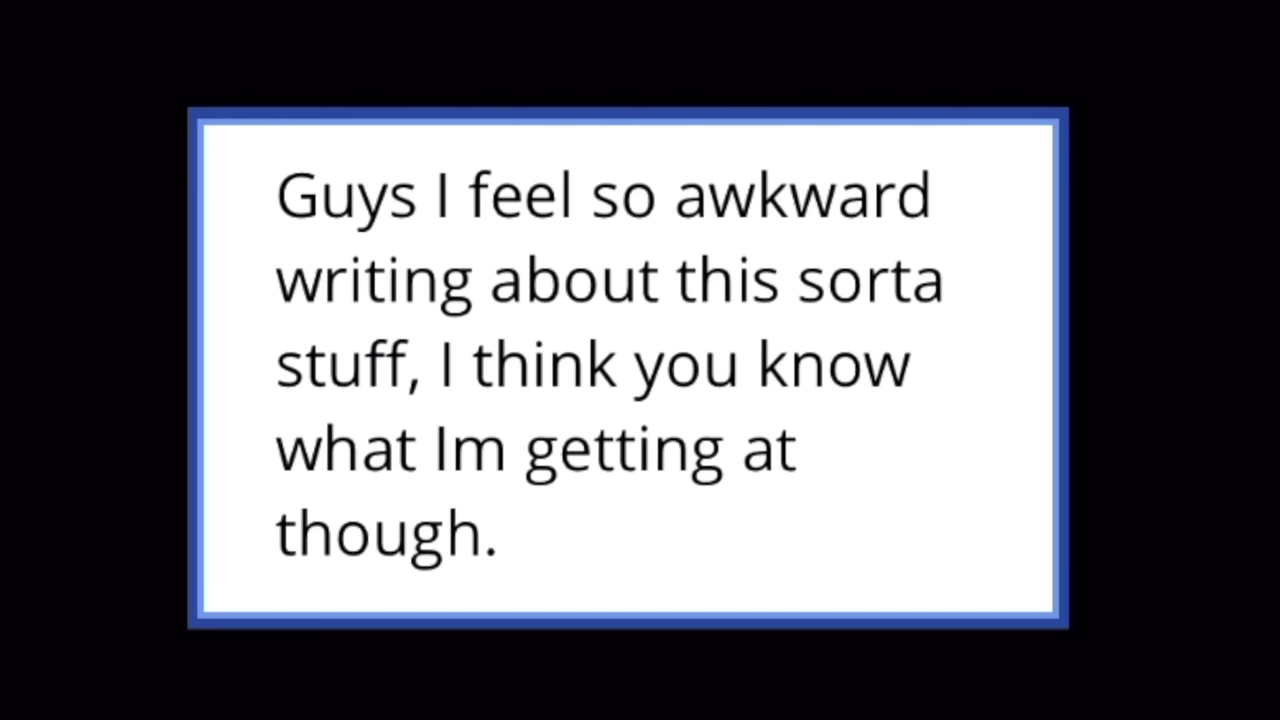 Guys I feel so awkward
writing about this sorta
stuff, I think you know
what Im getting at
though.